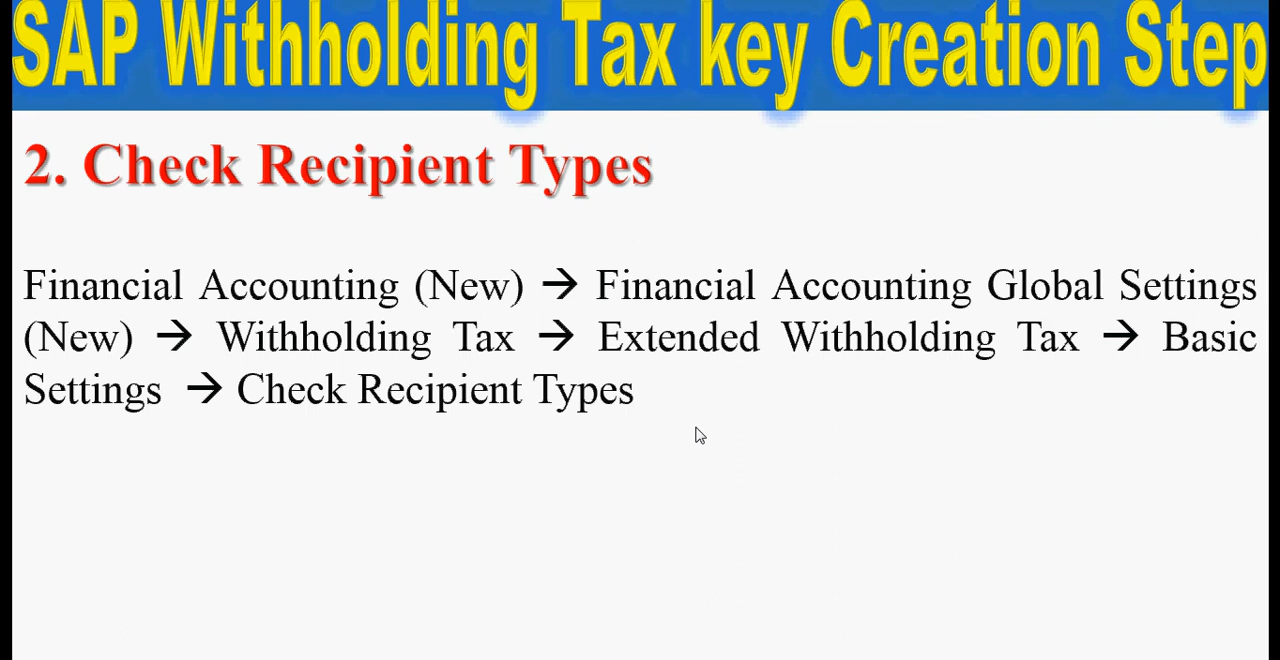 SAP Withholding Tax key Creation Step
2. Check Recipient Types
Financial Accounting (New) → Financial Accounting Global Settings
(New) → Withholding Tax → Extended Withholding Tax → Basic
Settings → Check Recipient Types